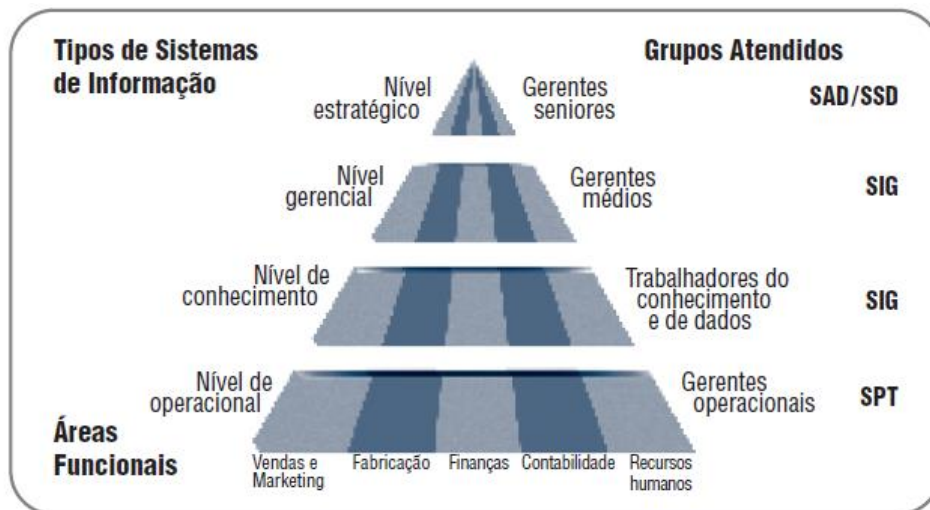 Tipos de Sistemas
de Informação
Grupos Atendidos
Nível
estratégico
Gerentes
seniores
SAD/SSD
Nível
gerencial
Gerentes
médios
SIG
Nível de
conhecimento
Trabalhadores do
conhecimento
e de dados
SIG
Nível de
operacional
Gerentes
operacionais
SPT
Áreas
Funcionais
Vendas e
Marketing
Fabricação
Finanças
Contabilidade
Recursos
humanos